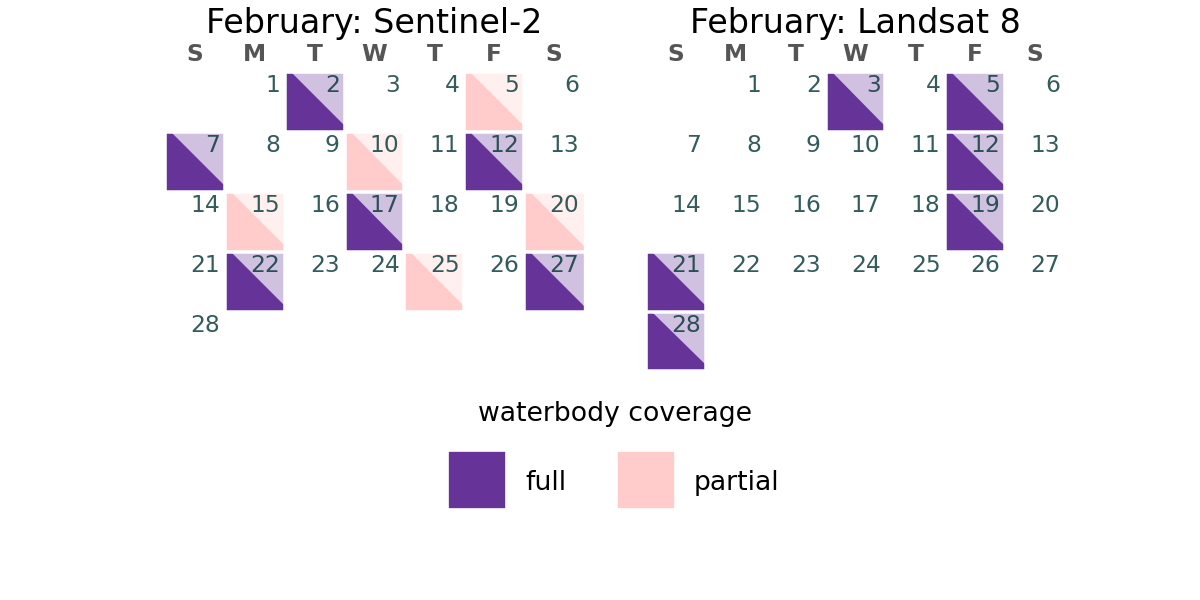 February: Sentinel-2
S M T W T F S
1 2 3 4 5 6
7 8 9 10 11 12 13
14 15 16 17 18 19 20
21 22 23 24 25 26 27
28
February: Landsat 8
S M T W T F S
1 2 3 4 5 6
7 8 9 10 11 12 13
14 15 16 17 18 19 20
21 22 23 24 25 26 27
28
waterbody coverage
full partial